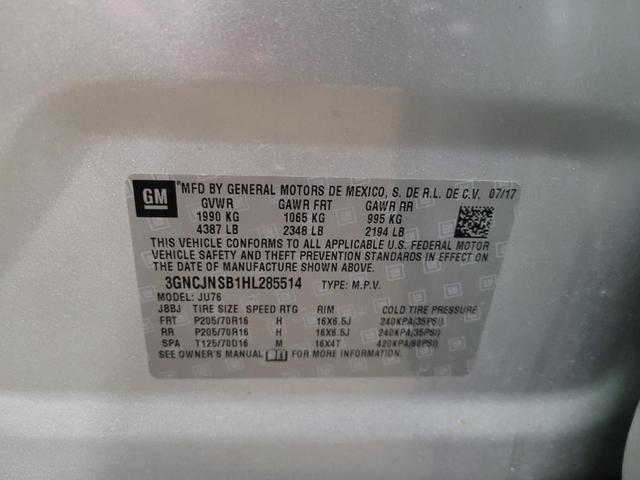 GM MFD BY GENERAL MOTORS DE MEXICO, S. DE R.L. DE C.V. 07/17
GVWR GAWR FRT GAWR RR
1990 KG 1065 KG 995 KG
4387 LB 2348 LB 2194 LB
THIS VEHICLE CONFORMS TO ALL APPLICABLE U.S. FEDERAL MOTOR
VEHICLE SAFETY AND THEFT PREVENTION STANDARDS IN EFFECT ON
THE DATE OF MANUFACTURE SHOWN ABOVE.
3GNCJNSB1HL285514 TYPE: M.P.V.
MODEL: JU76
JBBJ TIRE SIZE SPEED RTG RIM COLD TIRE PRESSURE
FRT P205/70R16 H 16X6.5J 240KPA(35PSI)
RR P205/70R16 H 16X6.5J 240KPA(35PSI)
SPA T125/70D16 M 16X4T 420KPA(60PSI)
SEE OWNER'S MANUAL FOR MORE INFORMATION.